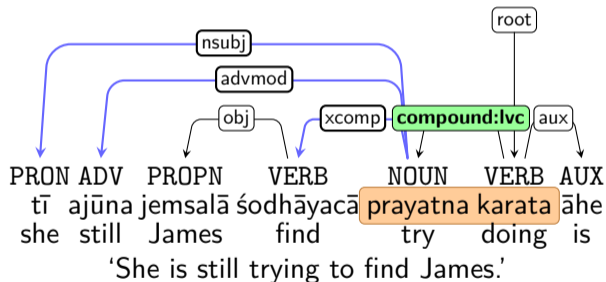 root
nsubj
advmod
obj xcomp compound:lvc aux
PRON ADV PROPN VERB NOUN VERB AUX
tī ajūna jemsalā śodhāyacā prayatna karata āhe
she still James find try doing is
‘She is still trying to find James.’